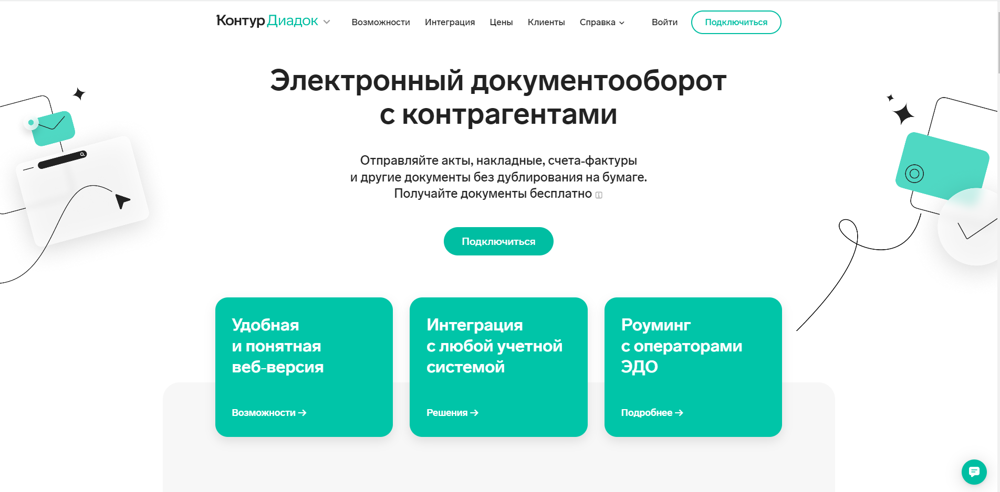 Контур Диадок
Возможности
Интеграция
Цены
Клиенты
Справка
Войти
Подключиться
Электронный документооборот
с контрагентами
Отправляйте акты, накладные, счета-фактуры
и другие документы без дублирования на бумаге.
Получайте документы бесплатно
Подключиться
Удобная
и понятная
веб-версия
Возможности →
Интеграция
с любой учетной
системой
Решения →
Роуминг
с операторами
ЭДО
Подробнее →